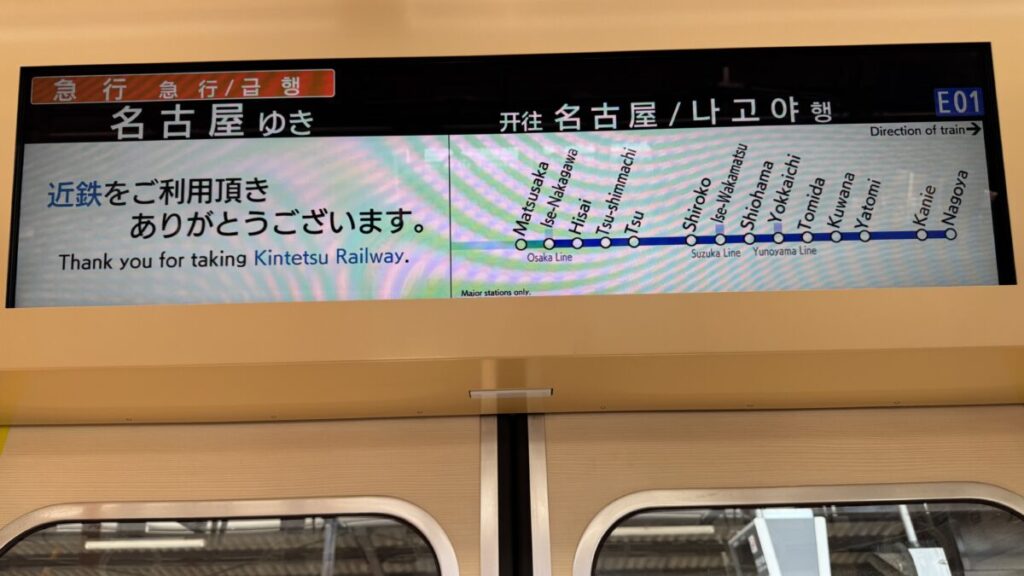 急行 急行/급행
名古屋ゆき
开往 名古屋/나고야 행
E01
Direction of train→
近鉄をご利用頂き
ありがとうございます。
Thank you for taking Kintetsu Railway.
Matsusaka
Ise-Nakagawa
Hisai
Tsu-shimmachi
Tsu
Shiroko
Ise-Wakamatsu
Shiohama
Yokkaichi
Tomida
Kuwana
Yatomi
Kanie
Nagoya
Osaka Line
Suzuka Line
Yunoyama Line
Major stations only.